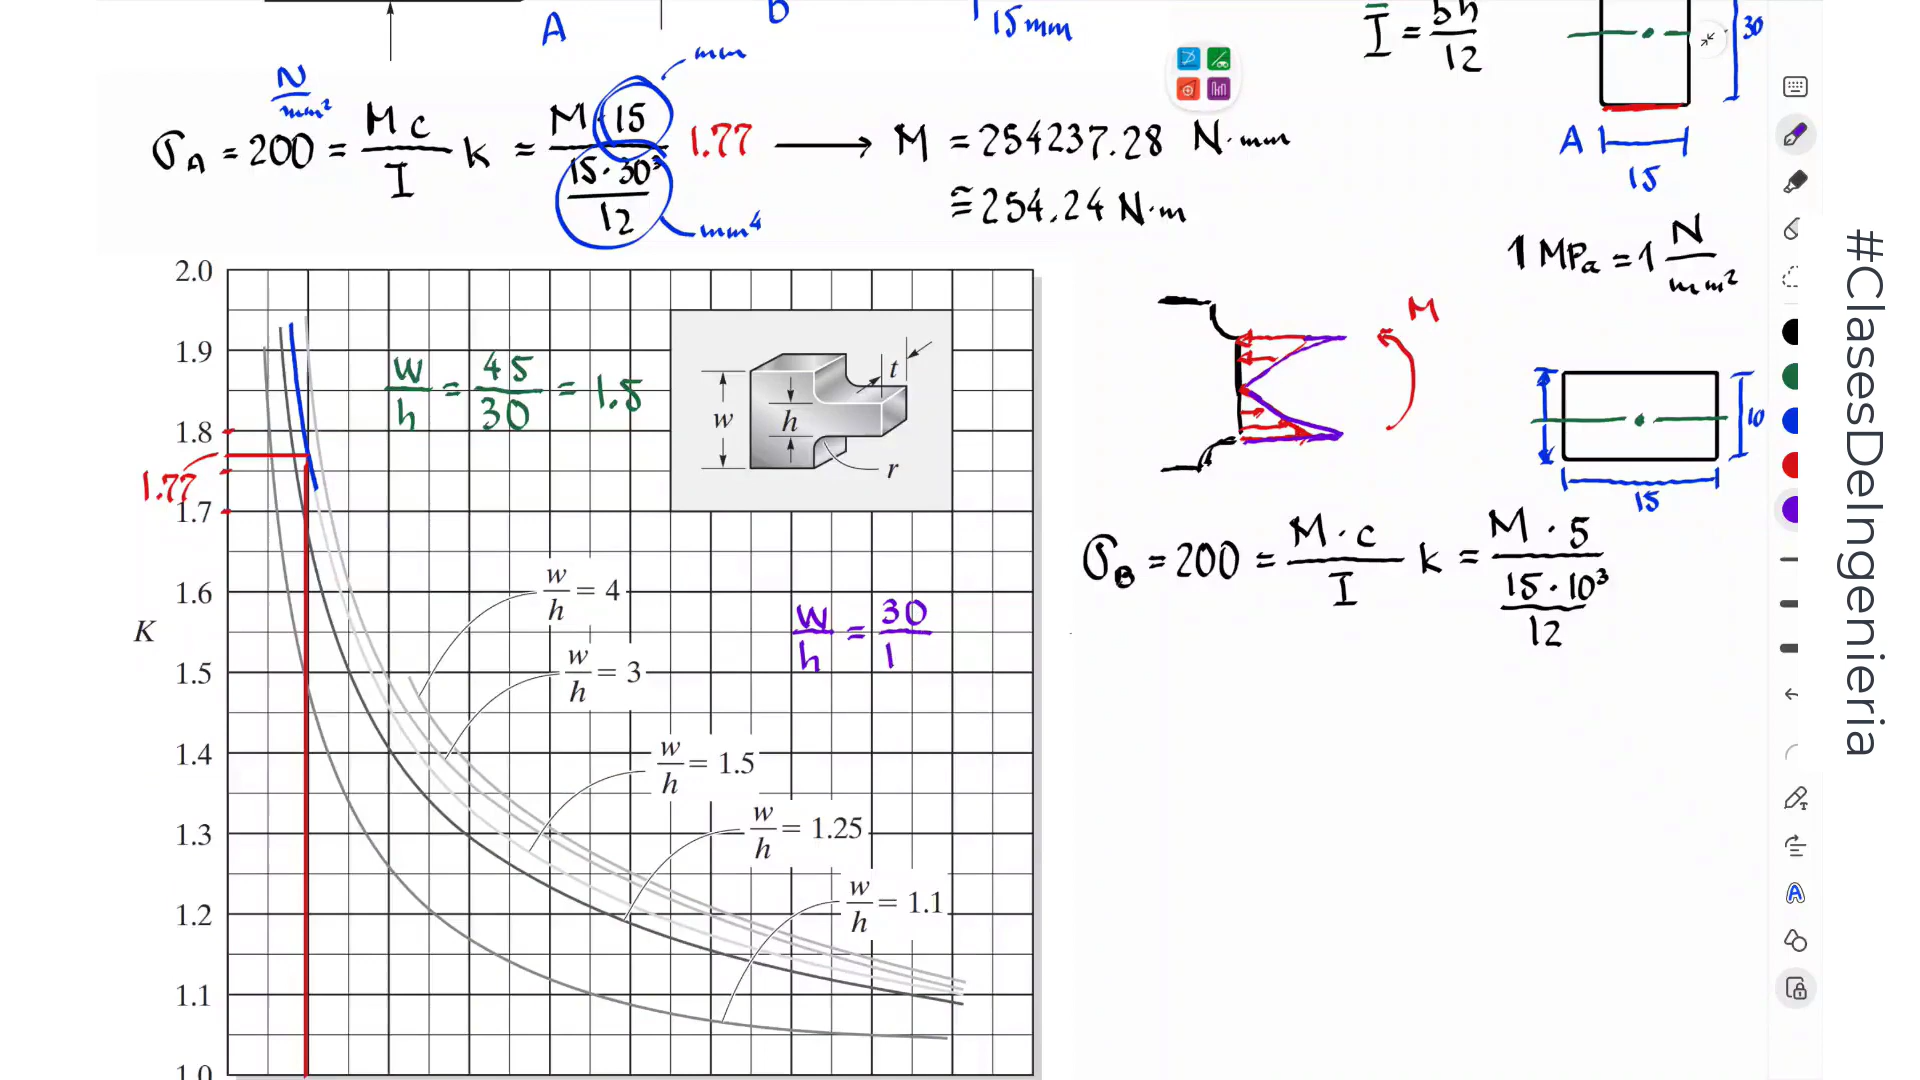 A
B
15mm
Ī = bh / 12
30
N / mm²
mm
σA = 200 = Mc / I k = M·15 / (15·30³ / 12) 1.77 → M = 254237.28 N·mm
≅ 254.24 N·m
mm⁴
A
15
1 MPa = 1 N / mm²
2.0
1.9
1.8
1.7
1.6
1.5
1.4
1.3
1.2
1.1
1.0
K
1.77
w / h = 45 / 30 = 1.5
w
h
t
r
w/h = 4
w/h = 3
w/h = 1.5
w/h = 1.25
w/h = 1.1
w / h = 30 / 1
M
10
15
σB = 200 = M·c / I k = M·5 / (15·10³ / 12)
#ClasesDeIngenieria